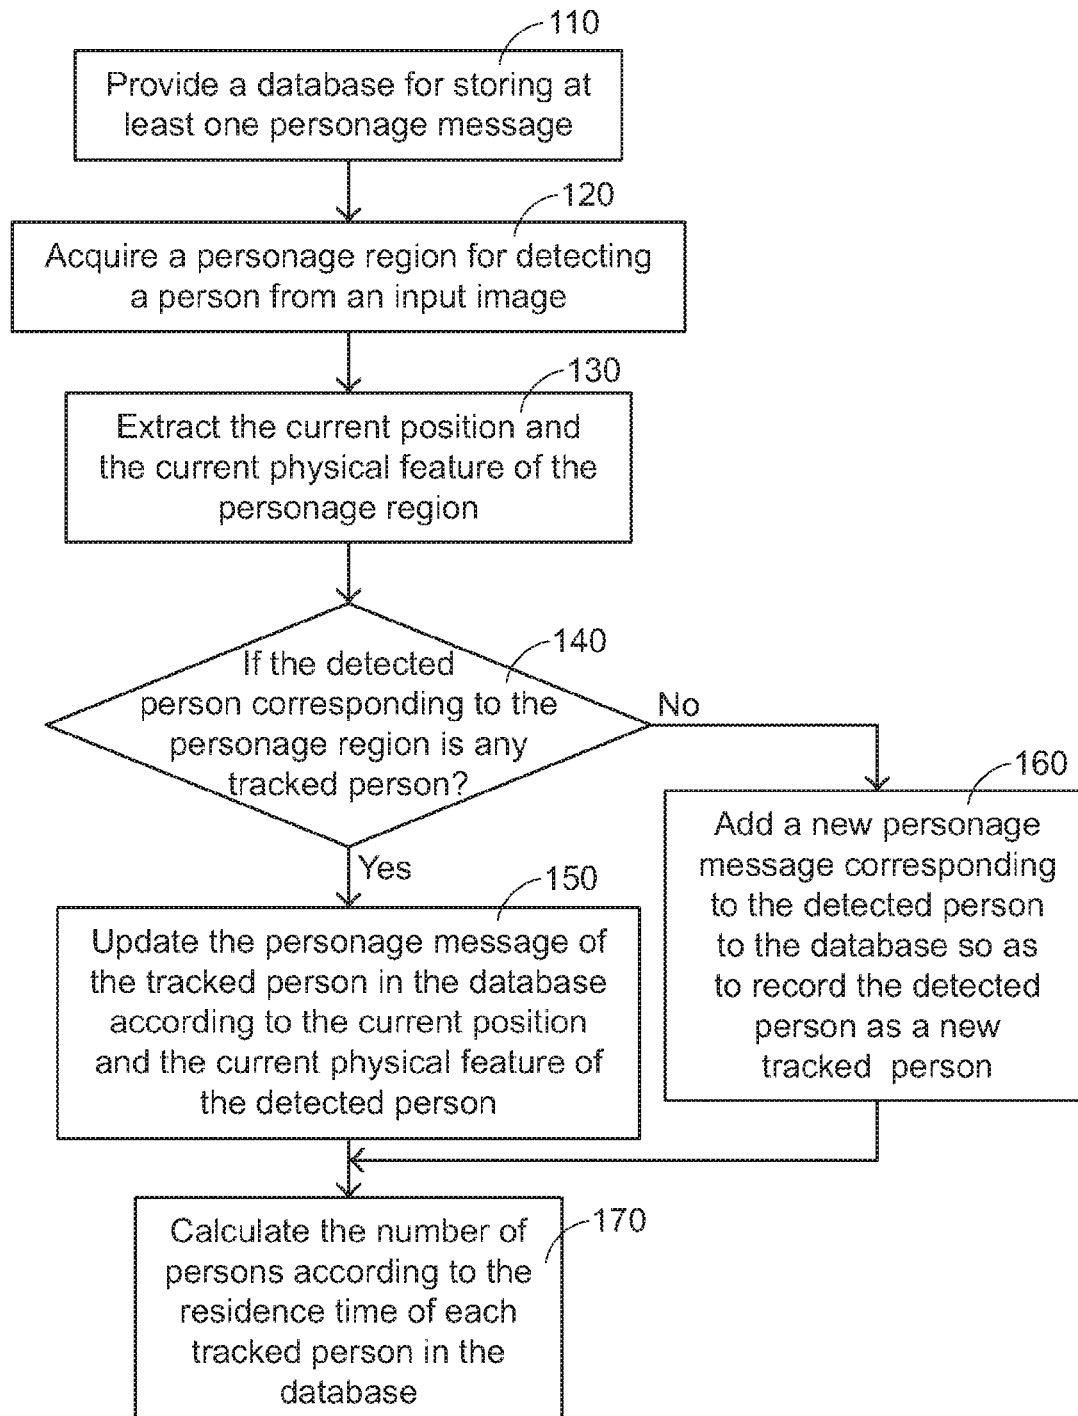 110
Provide a database for storing at
least one personage message
120
Acquire a personage region for detecting
a person from an input image
130
Extract the current position and
the current physical feature of the
personage region
140
If the detected
person corresponding to the
personage region is any
tracked person?
No
Yes
160
Add a new personage
message corresponding
to the detected person
to the database so as
to record the detected
person as a new
tracked person
150
Update the personage message of
the tracked person in the database
according to the current position
and the current physical feature of
the detected person
170
Calculate the number of
persons according to the
residence time of each
tracked person in the
database